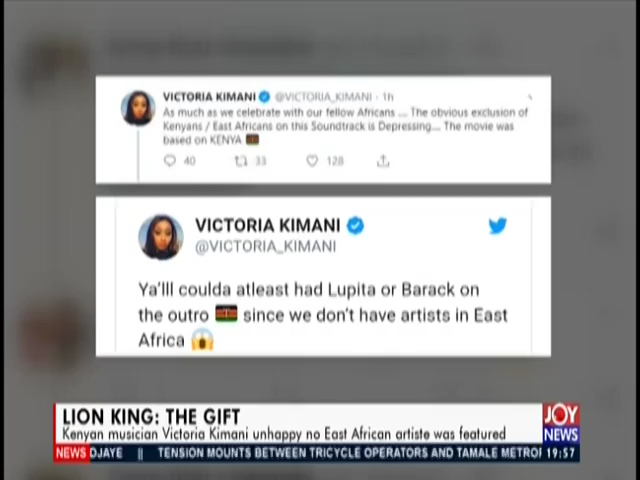 VICTORIA KIMANI @VICTORIA_KIMANI · 1h
As much as we celebrate with our fellow Africans .... The obvious exclusion of
Kenyans / East Africans on this Soundtrack is Depressing.... The movie was
based on KENYA 🇰🇪
40 33 128
VICTORIA KIMANI
@VICTORIA_KIMANI
Ya'lll coulda atleast had Lupita or Barack on
the outro 🇰🇪 since we don't have artists in East
Africa 😱
LION KING: THE GIFT
Kenyan musician Victoria Kimani unhappy no East African artiste was featured
JOY
NEWS
NEWS DJAYE || TENSION MOUNTS BETWEEN TRICYCLE OPERATORS AND TAMALE METROI 19:57